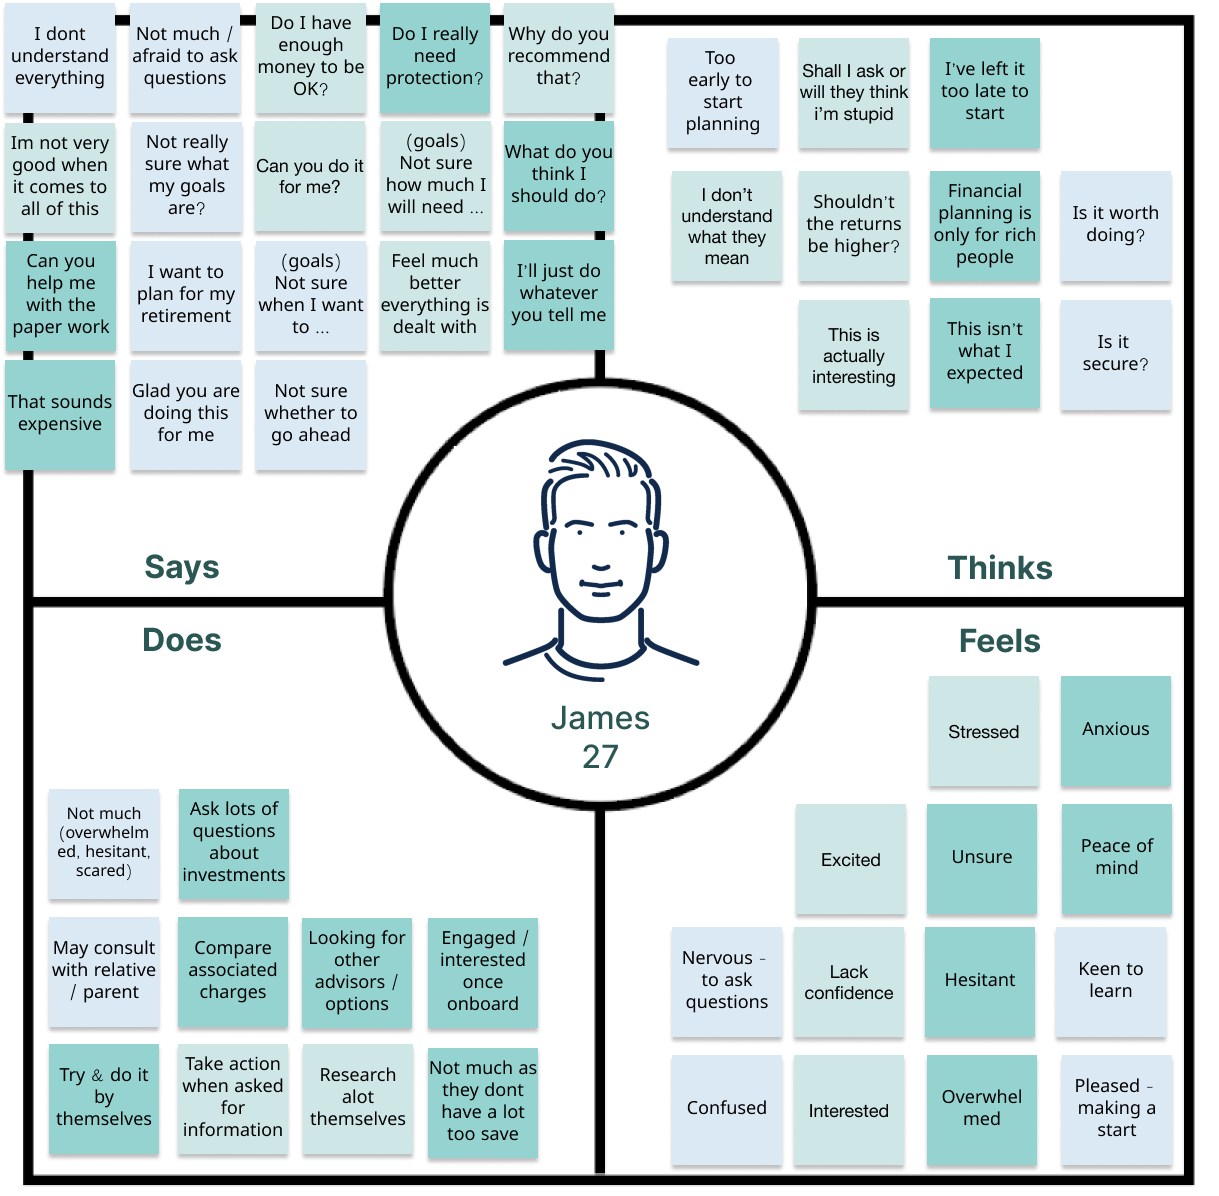 I dont
understand
everything
Not much /
afraid to ask
questions
Do I have
enough
money to be
OK?
Do I really
need
protection?
Why do you
recommend
that?
Im not very
good when
it comes to
all of this
Not really
sure what
my goals
are?
Can you do it
for me?
(goals)
Not sure
how much I
will need ...
What do you
think I
should do?
Can you
help me
with the
paper work
I want to
plan for my
retirement
(goals)
Not sure
when I want
to ...
Feel much
better
everything is
dealt with
I'll just do
whatever
you tell me
That sounds
expensive
Glad you are
doing this
for me
Not sure
whether to
go ahead
Says
Too
early to
start
planning
Shall I ask or
will they think
i'm stupid
I've left it
too late to
start
I don't
understand
what they
mean
Shouldn't
the returns
be higher?
Financial
planning is
only for rich
people
Is it worth
doing?
This is
actually
interesting
This isn't
what I
expected
Is it
secure?
Thinks
James
27
Does
Not much
(overwhelm
ed, hesitant,
scared)
Ask lots of
questions
about
investments
May consult
with relative
/ parent
Compare
associated
charges
Looking for
other
advisors /
options
Engaged /
interested
once
onboard
Try & do it
by
themselves
Take action
when asked
for
information
Research
alot
themselves
Not much as
they dont
have a lot
too save
Feels
Stressed
Anxious
Excited
Unsure
Peace of
mind
Nervous -
to ask
questions
Lack
confidence
Hesitant
Keen to
learn
Confused
Interested
Overwhel
med
Pleased -
making a
start